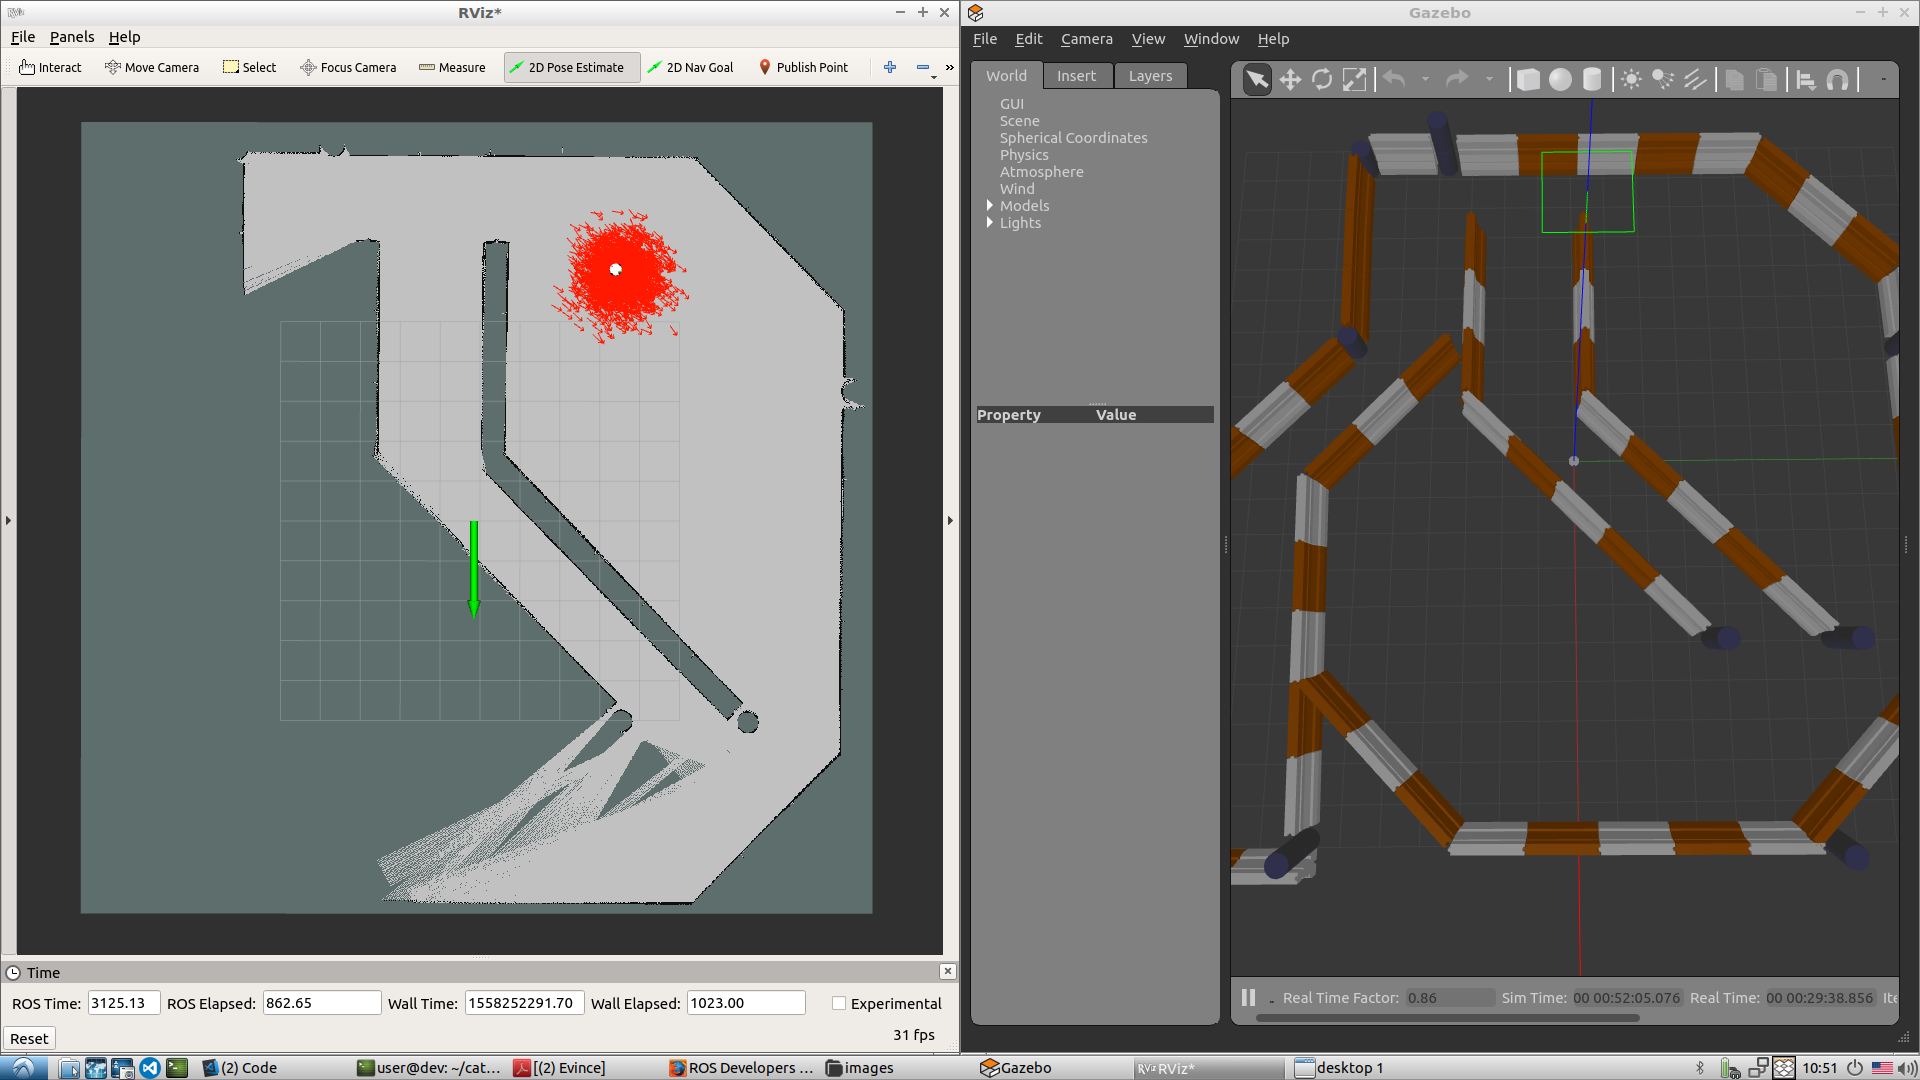 RViz*
File Panels Help
Interact Move Camera Select Focus Camera Measure 2D Pose Estimate 2D Nav Goal Publish Point »
Time
ROS Time: 3125.13 ROS Elapsed: 862.65 Wall Time: 1558252291.70 Wall Elapsed: 1023.00 Experimental
Reset 31 fps
Gazebo
File Edit Camera View Window Help
World Insert Layers
GUI
Scene
Spherical Coordinates
Physics
Atmosphere
Wind
Models
Lights
Property Value
Real Time Factor: 0.86 Sim Time: 00 00:52:05.076 Real Time: 00 00:29:38.856 Ite
(2) Code user@dev: ~/cat... [(2) Evince] ROS Developers ... images Gazebo RViz* desktop 1 10:51